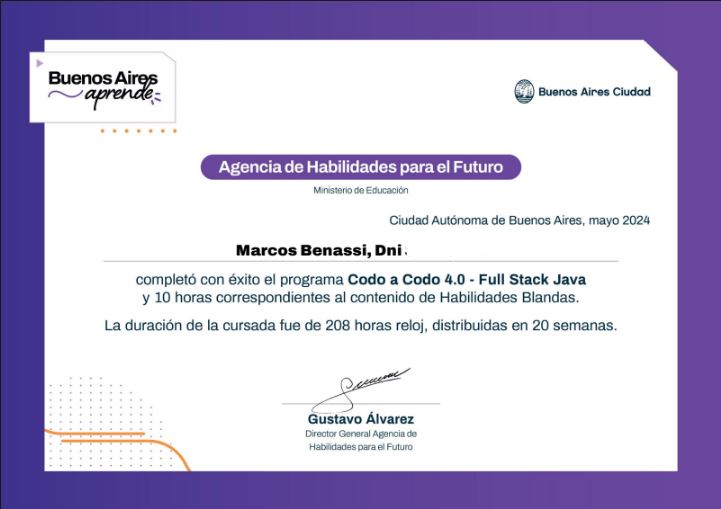 Buenos Aires
aprende
Buenos Aires Ciudad
Agencia de Habilidades para el Futuro
Ministerio de Educación
Ciudad Autónoma de Buenos Aires, mayo 2024
Marcos Benassi, Dni
completó con éxito el programa Codo a Codo 4.0 - Full Stack Java
y 10 horas correspondientes al contenido de Habilidades Blandas.
La duración de la cursada fue de 208 horas reloj, distribuidas en 20 semanas.
Gustavo Álvarez
Director General Agencia de
Habilidades para el Futuro